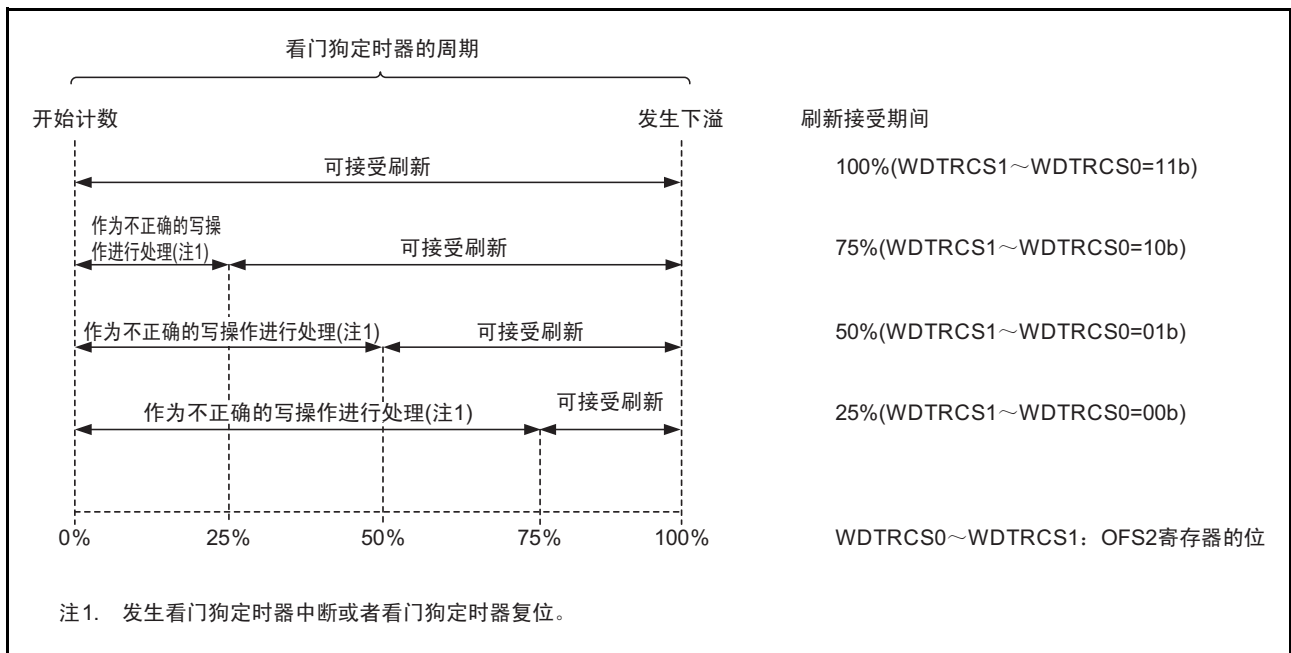 看门狗定时器的周期
开始计数 发生下溢 刷新接受期间
可接受刷新 100%(WDTRCS1～WDTRCS0=11b)
作为不正确的写操
作进行处理(注1) 可接受刷新 75%(WDTRCS1～WDTRCS0=10b)
作为不正确的写操作进行处理(注1) 可接受刷新 50%(WDTRCS1～WDTRCS0=01b)
作为不正确的写操作进行处理(注1) 可接受刷新 25%(WDTRCS1～WDTRCS0=00b)
0% 25% 50% 75% 100% WDTRCS0～WDTRCS1：OFS2寄存器的位
注1. 发生看门狗定时器中断或者看门狗定时器复位。